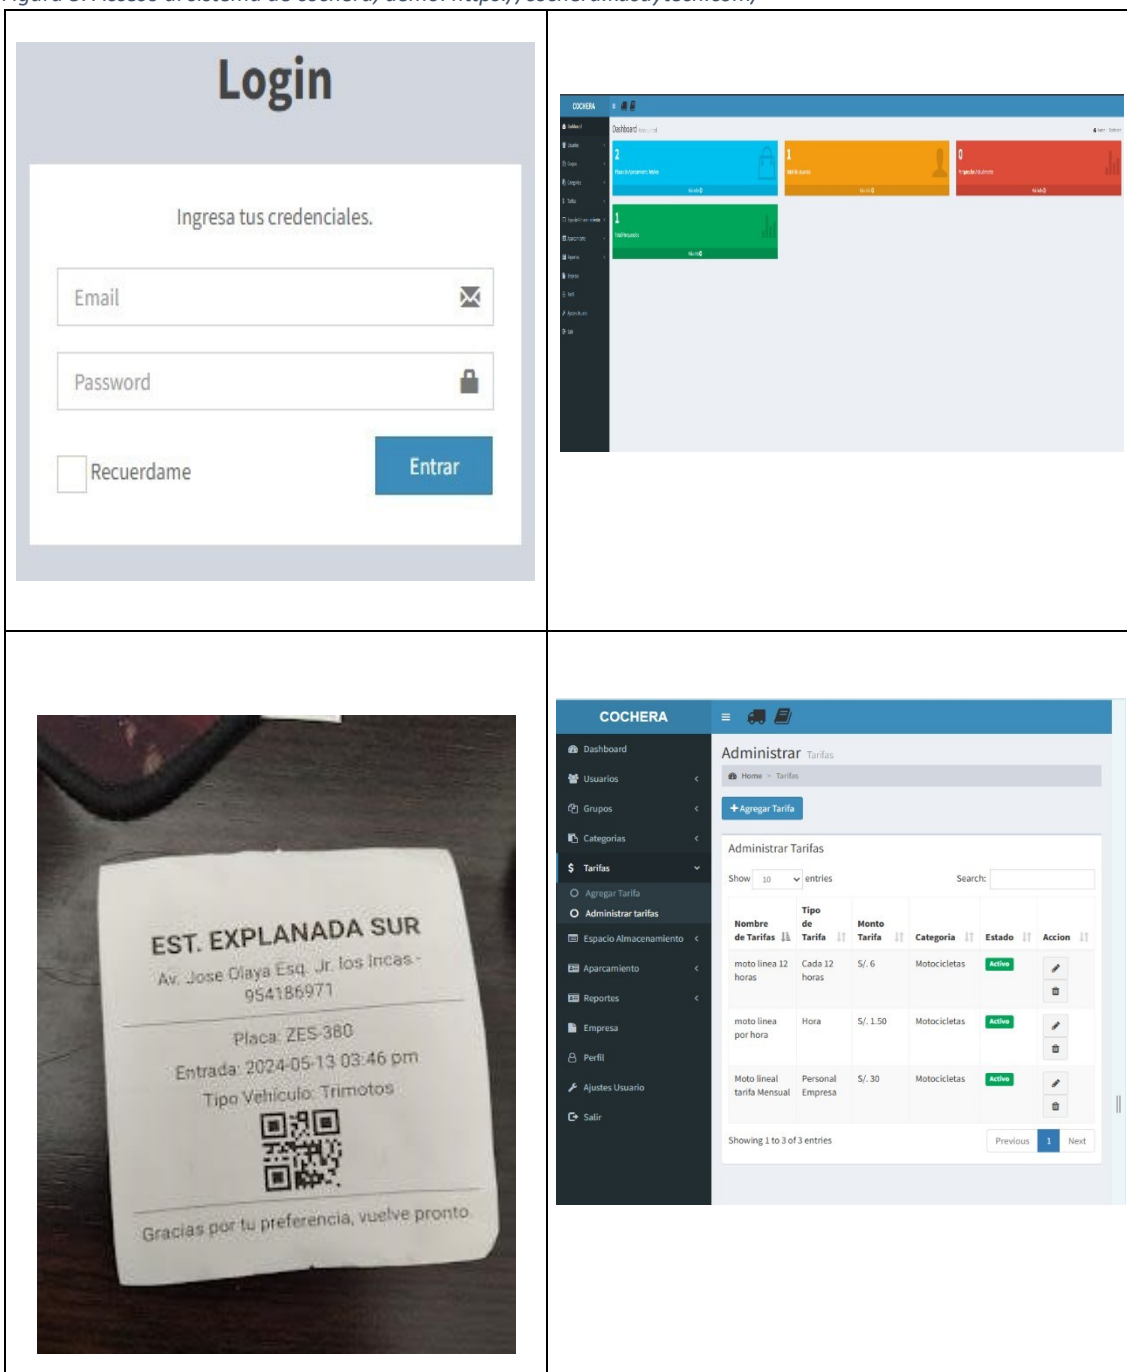 Login
Ingresa tus credenciales.
Email
Password
Recuerdame
Entrar
COCHERA
Dashboard
2
1
0
1
EST. EXPLANADA SUR
Av. Jose Olaya Esq. Jr. los Incas -
954186971
Placa: ZES-380
Entrada: 2024-05-13 03:46 pm
Tipo Vehículo: Trimotos
Gracias por tu preferencia, vuelve pronto.
COCHERA
Dashboard
Usuarios
Grupos
Categorias
$ Tarifas
Agregar Tarifa
Administrar tarifas
Espacio Almacenamiento
Aparcamiento
Reportes
Empresa
Perfil
Ajustes Usuario
Salir
Administrar Tarifas
Home > Tarifas
+ Agregar Tarifa
Administrar Tarifas
Show 10 entries
Search:
Nombre de Tarifas Tipo de Tarifa Monto Tarifa Categoria Estado Accion
moto linea 12 horas Cada 12 horas S/. 6 Motocicletas Activo
moto linea por hora Hora S/. 1.50 Motocicletas Activo
Moto lineal tarifa Mensual Personal Empresa S/. 30 Motocicletas Activo
Showing 1 to 3 of 3 entries
Previous 1 Next